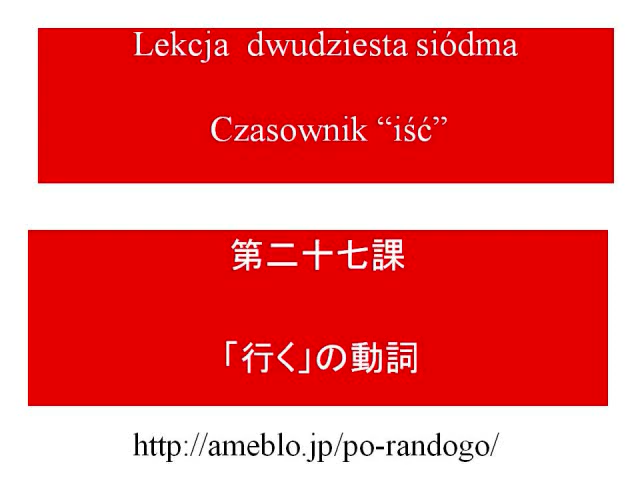 Lekcja dwudziesta siódma
Czasownik “iść”
第二十七課
「行く」の動詞
http://ameblo.jp/po-randogo/